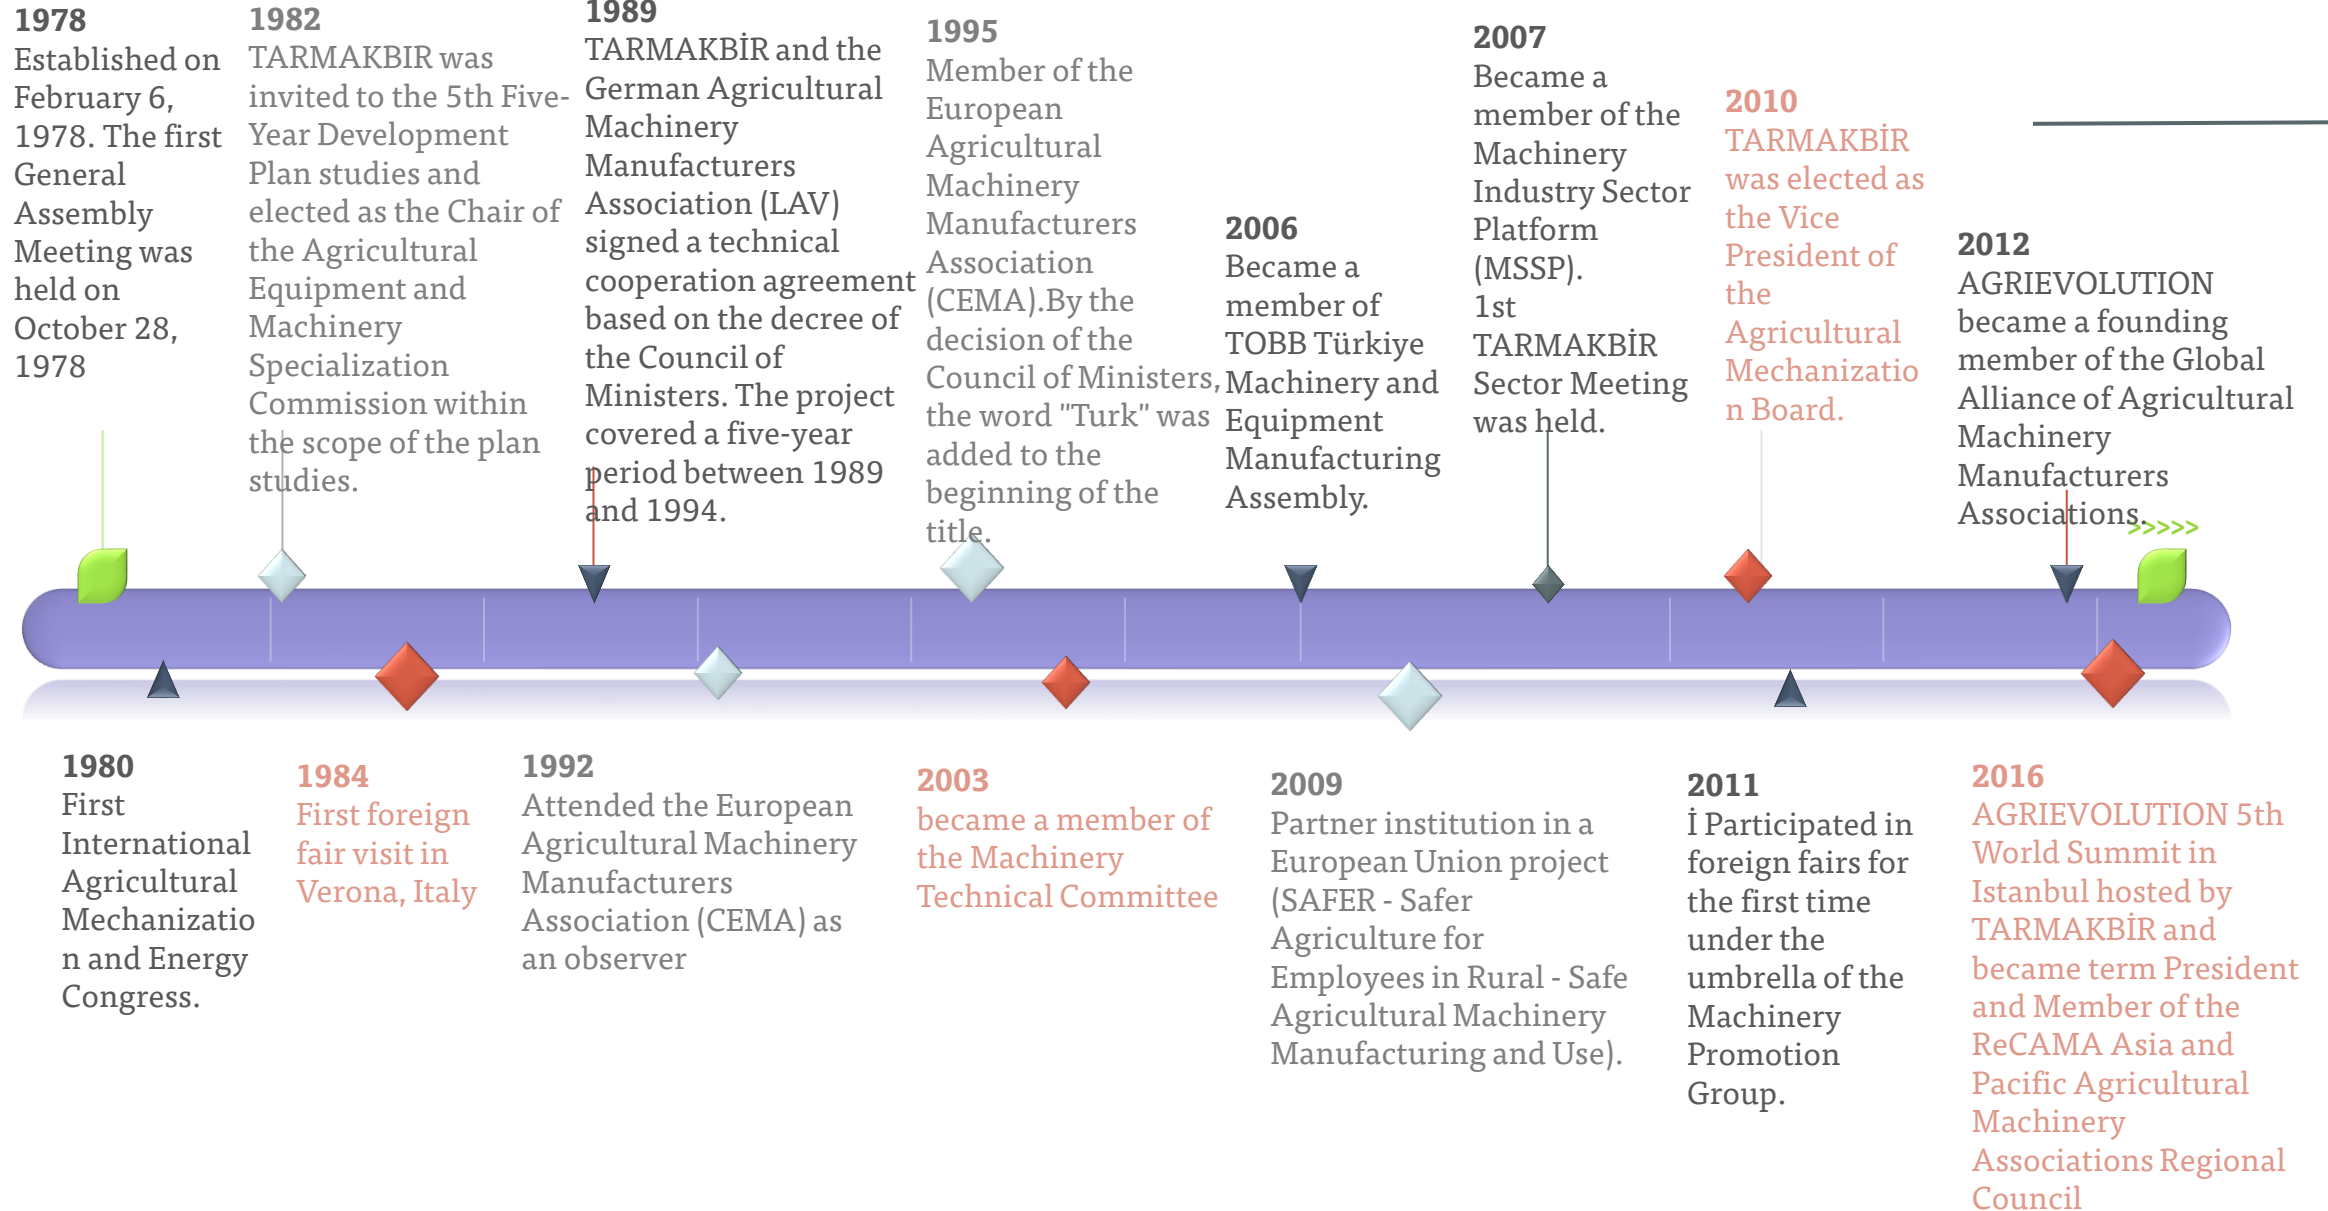 1978
Established on
February 6,
1978. The first
General
Assembly
Meeting was
held on
October 28,
1978
1982
TARMAKBIR was
invited to the 5th Five-
Year Development
Plan studies and
elected as the Chair of
the Agricultural
Equipment and
Machinery
Specialization
Commission within
the scope of the plan
studies.
1989
TARMAKBİR and the
German Agricultural
Machinery
Manufacturers
Association (LAV)
signed a technical
cooperation agreement
based on the decree of
the Council of
Ministers. The project
covered a five-year
period between 1989
and 1994.
1995
Member of the
European
Agricultural
Machinery
Manufacturers
Association
(CEMA).By the
decision of the
Council of Ministers,
the word "Turk" was
added to the
beginning of the
title.
2006
Became a
member of
TOBB Türkiye
Machinery and
Equipment
Manufacturing
Assembly.
2007
Became a
member of the
Machinery
Industry Sector
Platform
(MSSP).
1st
TARMAKBİR
Sector Meeting
was held.
2010
TARMAKBİR
was elected as
the Vice
President of
the
Agricultural
Mechanizatio
n Board.
2012
AGRIEVOLUTION
became a founding
member of the Global
Alliance of Agricultural
Machinery
Manufacturers
Associations.
>>>>>
1980
First
International
Agricultural
Mechanizatio
n and Energy
Congress.
1984
First foreign
fair visit in
Verona, Italy
1992
Attended the European
Agricultural Machinery
Manufacturers
Association (CEMA) as
an observer
2003
became a member of
the Machinery
Technical Committee
2009
Partner institution in a
European Union project
(SAFER - Safer
Agriculture for
Employees in Rural - Safe
Agricultural Machinery
Manufacturing and Use).
2011
İ Participated in
foreign fairs for
the first time
under the
umbrella of the
Machinery
Promotion
Group.
2016
AGRIEVOLUTION 5th
World Summit in
Istanbul hosted by
TARMAKBİR and
became term President
and Member of the
ReCAMA Asia and
Pacific Agricultural
Machinery
Associations Regional
Council